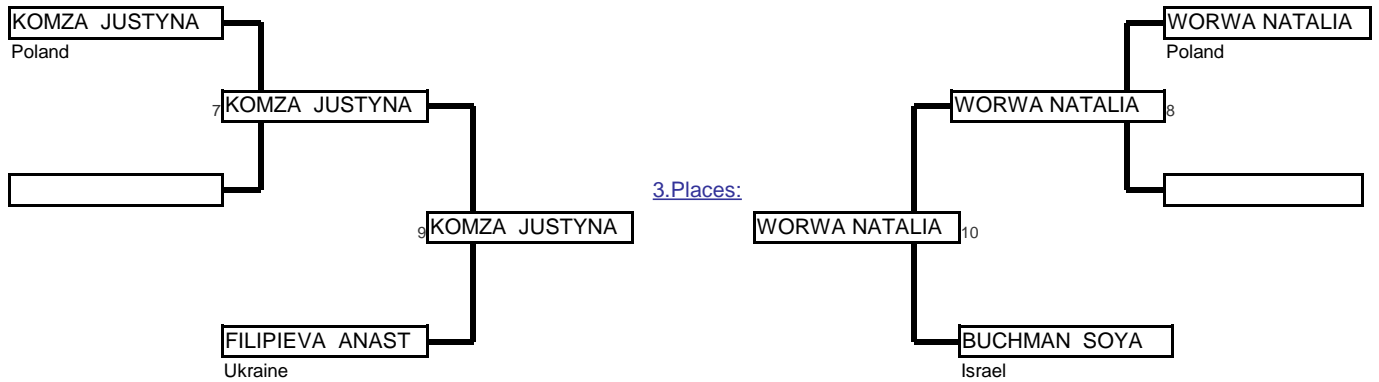 KOMZA JUSTYNA
Poland
WORWA NATALIA
Poland
7 KOMZA JUSTYNA
WORWA NATALIA 8
3.Places:
9 KOMZA JUSTYNA
WORWA NATALIA 10
FILIPIEVA ANAST
Ukraine
BUCHMAN SOYA
Israel